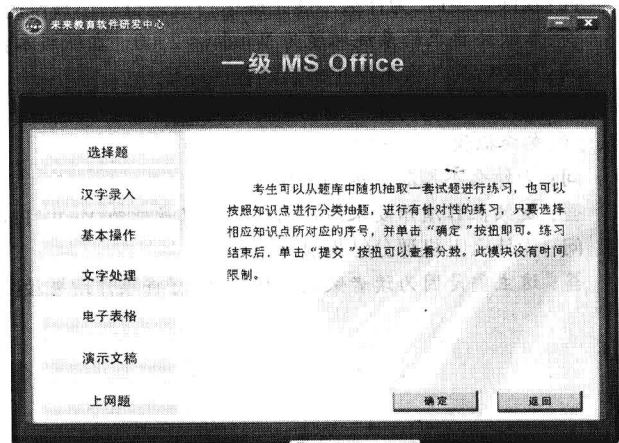 未来教育软件研发中心
一级 MS Office
选择题
汉字录入
基本操作
文字处理
电子表格
演示文稿
上网题
考生可以从题库中随机抽取一套试题进行练习，也可以
按照知识点进行分类抽题，进行有针对性的练习，只要选择
相应知识点所对应的序号，并单击“确定”按扭即可。练习
结束后，单击“提交”按扭可以查看分数。此模块没有时间
限制。
确定
返回